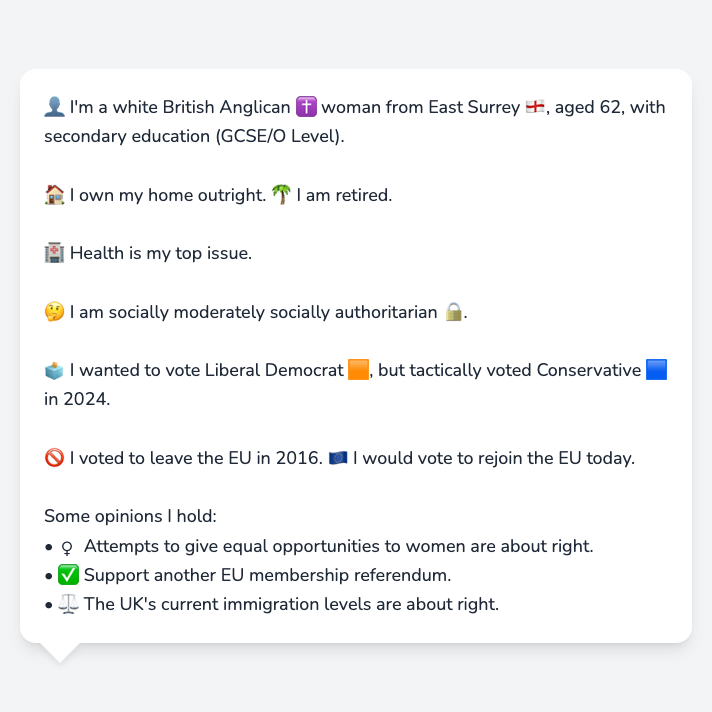 👤 I'm a white British Anglican ✝️ woman from East Surrey 🏴󠁧󠁢󠁥󠁮󠁧󠁿, aged 62, with
secondary education (GCSE/O Level).
🏠 I own my home outright. 🌴 I am retired.
🏥 Health is my top issue.
🤔 I am socially moderately socially authoritarian 🔒.
🗳️ I wanted to vote Liberal Democrat 🟧, but tactically voted Conservative 🟦
in 2024.
🚫 I voted to leave the EU in 2016. 🇪🇺 I would vote to rejoin the EU today.
Some opinions I hold:
• ♀ Attempts to give equal opportunities to women are about right.
• ✅ Support another EU membership referendum.
• ⚖️ The UK's current immigration levels are about right.